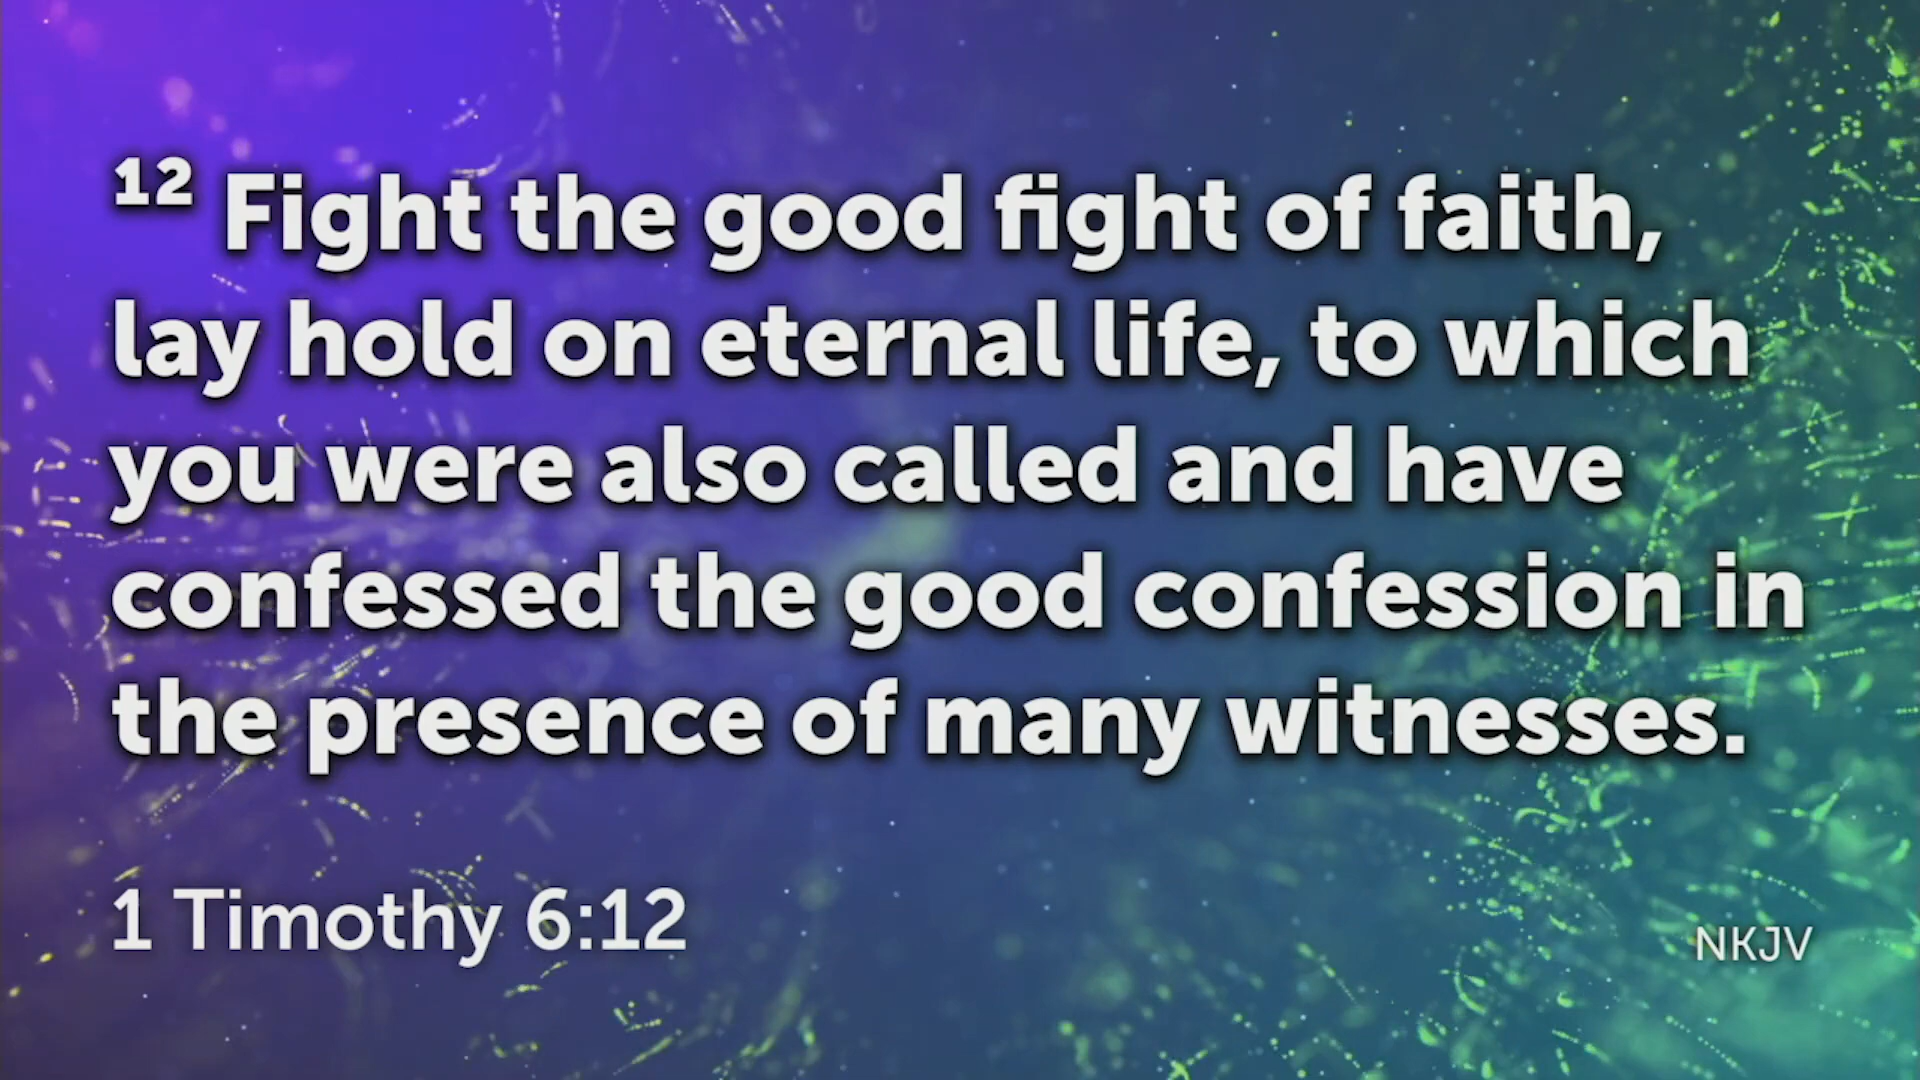 ¹² Fight the good fight of faith,
lay hold on eternal life, to which
you were also called and have
confessed the good confession in
the presence of many witnesses.
1 Timothy 6:12
NKJV